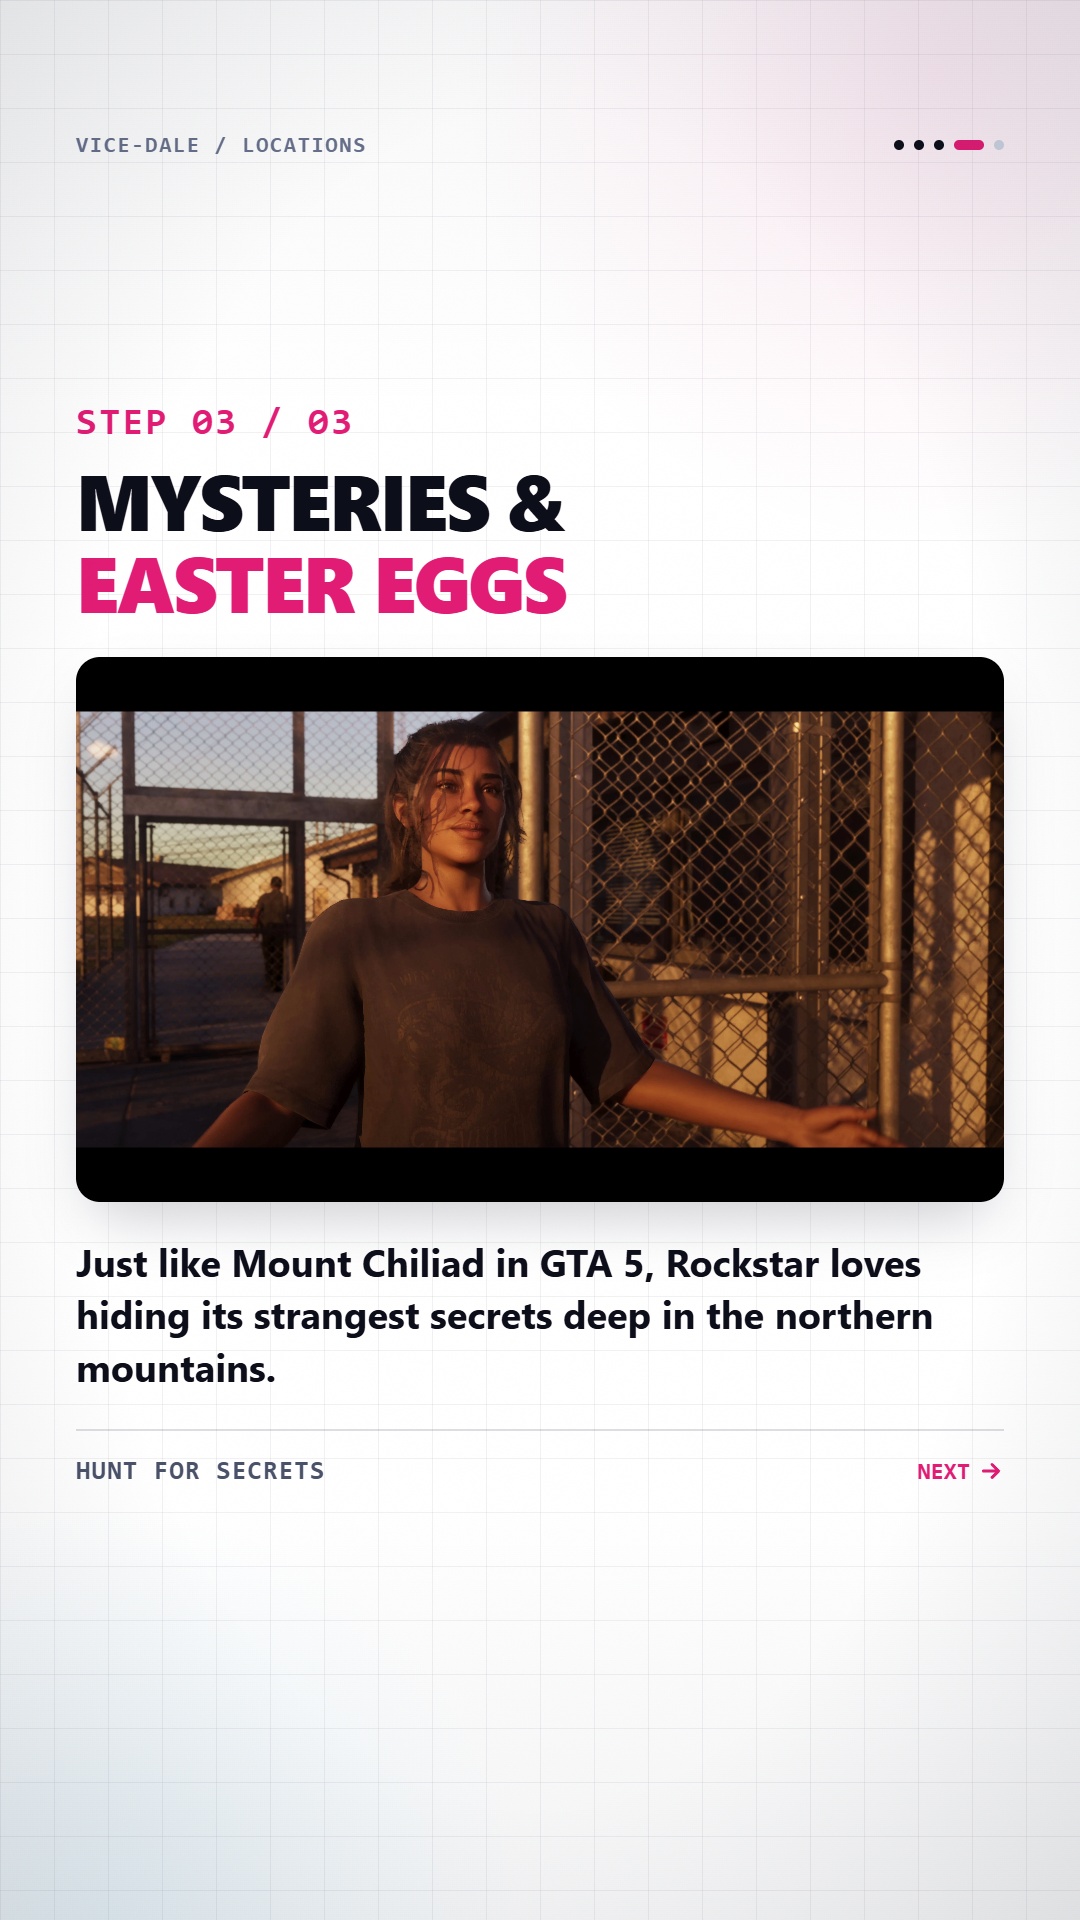 VICE-DALE / LOCATIONS
STEP 03 / 03
MYSTERIES &
EASTER EGGS
Just like Mount Chiliad in GTA 5, Rockstar loves
hiding its strangest secrets deep in the northern
mountains.
HUNT FOR SECRETS
NEXT →